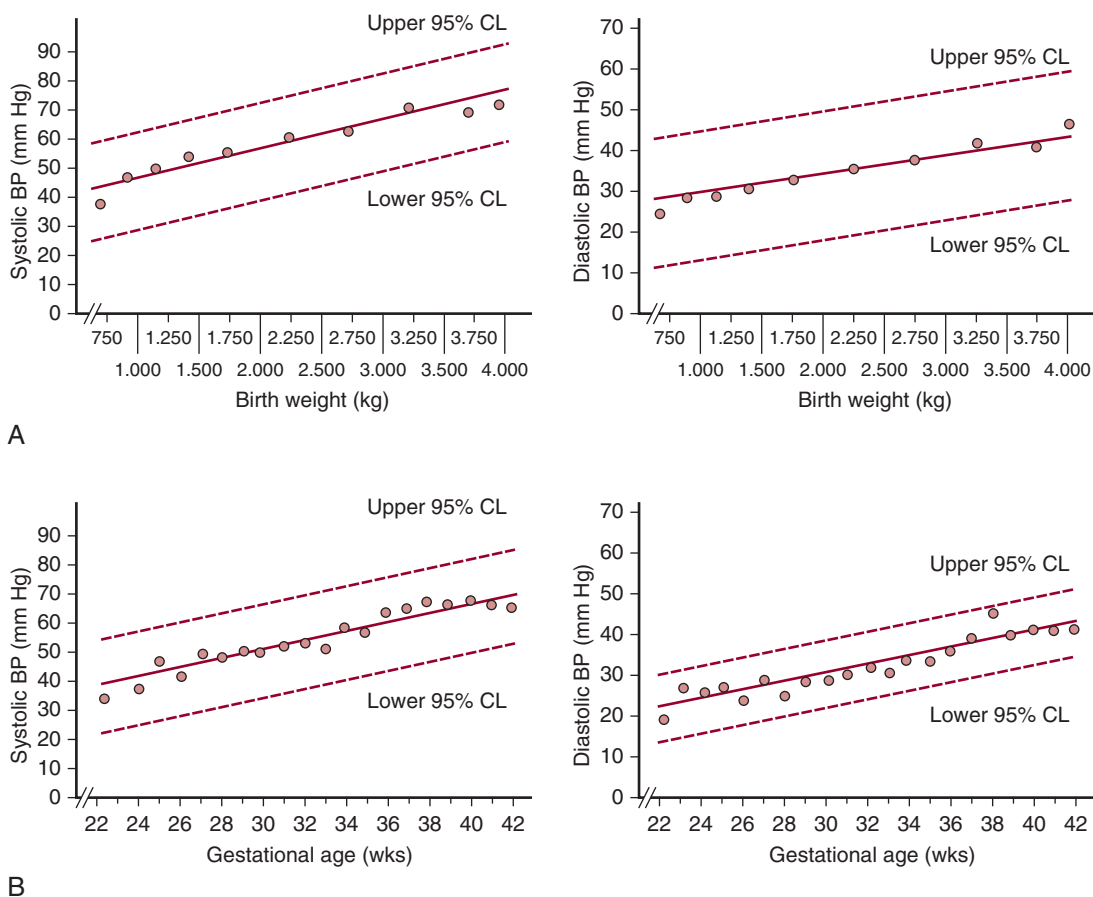 Upper 95% CL
Lower 95% CL
Systolic BP (mm Hg)
90
80
70
60
50
40
30
20
10
0
750 1.250 1.750 2.250 2.750 3.250 3.750
1.000 1.500 2.000 2.500 3.000 3.500 4.000
Birth weight (kg)
Upper 95% CL
Lower 95% CL
Diastolic BP (mm Hg)
70
60
50
40
30
20
10
0
750 1.250 1.750 2.250 2.750 3.250 3.750
1.000 1.500 2.000 2.500 3.000 3.500 4.000
Birth weight (kg)
A
Upper 95% CL
Lower 95% CL
Systolic BP (mm Hg)
90
80
70
60
50
40
30
20
10
0
22 24 26 28 30 32 34 36 38 40 42
Gestational age (wks)
Upper 95% CL
Lower 95% CL
Diastolic BP (mm Hg)
70
60
50
40
30
20
10
0
22 24 26 28 30 32 34 36 38 40 42
Gestational age (wks)
B